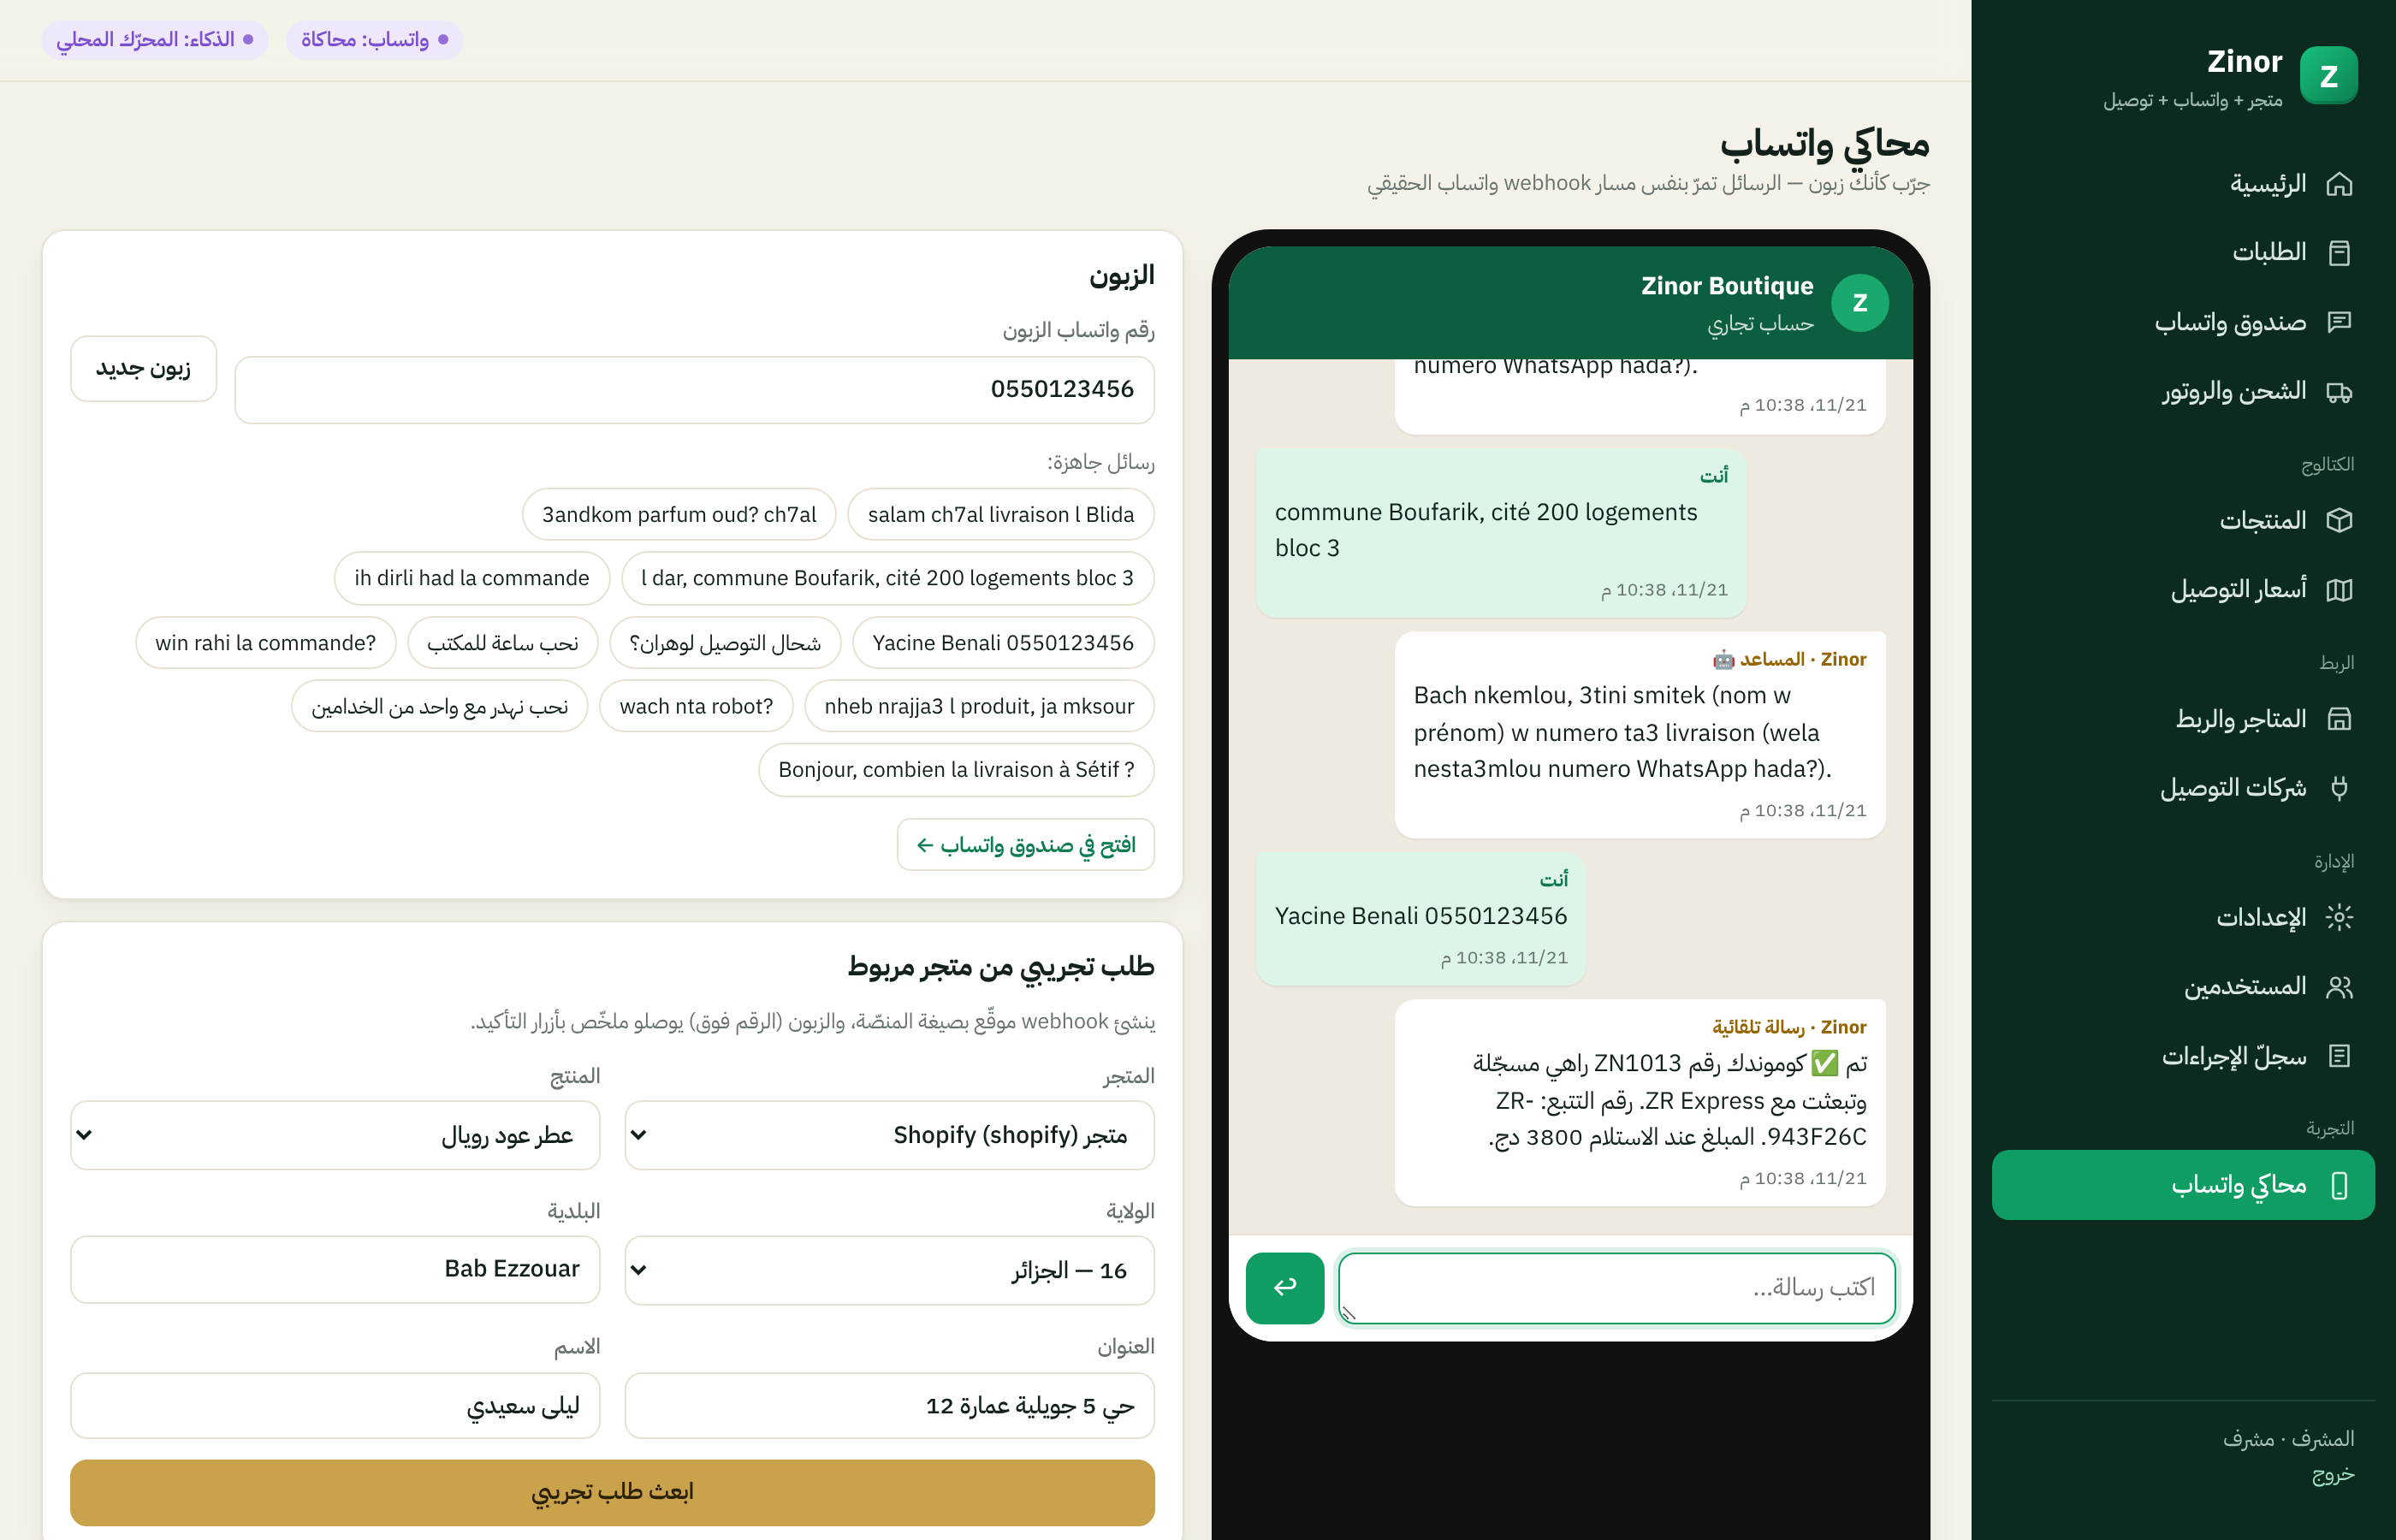 Z
Zinor
متجر + واتساب + توصيل
الرئيسية
الطلبات
صندوق واتساب
الشحن والروتور
الكتالوج
المنتجات
أسعار التوصيل
الربط
المتاجر والربط
شركات التوصيل
الإدارة
الإعدادات
المستخدمين
سجلّ الإجراءات
التجربة
محاكي واتساب
المشرف · مشرف
خروج
واتساب: محاكاة
الذكاء: المحرّك المحلي
محاكي واتساب
جرّب كأنك زبون — الرسائل تمرّ بنفس مسار webhook واتساب الحقيقي
Z
Zinor Boutique
حساب تجاري
numero WhatsApp hada?).
11/21، 10:38 م
أنت
commune Boufarik, cité 200 logements
bloc 3
11/21، 10:38 م
Zinor · المساعد 🤖
Bach nkemlou, 3tini smitek (nom w
prénom) w numero ta3 livraison (wela
nesta3mlou numero WhatsApp hada?).
11/21، 10:38 م
أنت
Yacine Benali 0550123456
11/21، 10:38 م
Zinor · رسالة تلقائية
تم ✅ كوموندك رقم ZN1013 راهي مسجّلة
وتبعثت مع ZR Express. رقم التتبع: ZR-
943F26C. المبلغ عند الاستلام 3800 دج.
11/21، 10:38 م
اكتب رسالة...
الزبون
رقم واتساب الزبون
0550123456
زبون جديد
رسائل جاهزة:
salam ch7al livraison l Blida
3andkom parfum oud? ch7al
l dar, commune Boufarik, cité 200 logements bloc 3
ih dirli had la commande
Yacine Benali 0550123456
شحال التوصيل لوهران؟
نحب ساعة للمكتب
win rahi la commande?
nheb nrajja3 l produit, ja mksour
wach nta robot?
نحب نهدر مع واحد من الخدامين
Bonjour, combien la livraison à Sétif ?
افتح في صندوق واتساب ←
طلب تجريبي من متجر مربوط
ينشئ webhook موقّع بصيغة المنصّة، والزبون (الرقم فوق) يوصلو ملخّص بأزرار التأكيد.
المتجر
المنتج
متجر Shopify (shopify)
عطر عود رويال
الولاية
البلدية
16 — الجزائر
Bab Ezzouar
العنوان
الاسم
حي 5 جويلية عمارة 12
ليلى سعيدي
ابعث طلب تجريبي